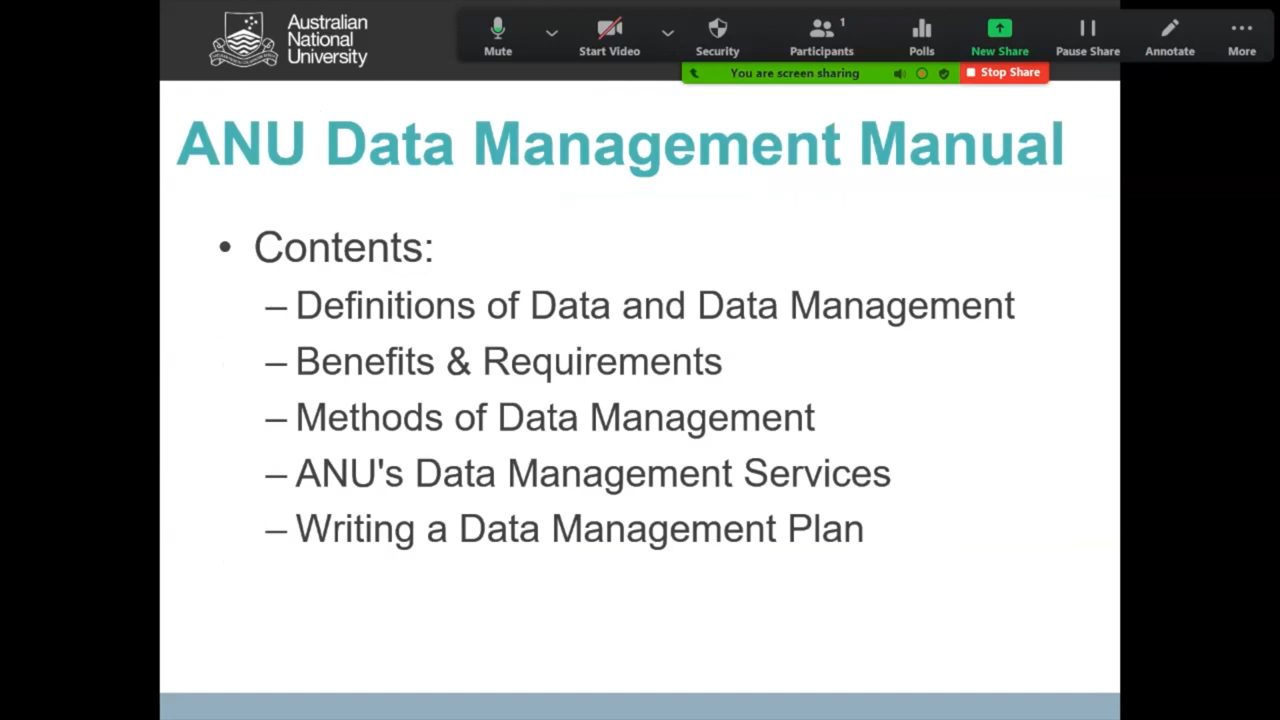 Australian
National
University
Mute
Start Video
Security
Participants
1
Polls
New Share
Pause Share
Annotate
More
You are screen sharing
Stop Share
ANU Data Management Manual
• Contents:
– Definitions of Data and Data Management
– Benefits & Requirements
– Methods of Data Management
– ANU's Data Management Services
– Writing a Data Management Plan